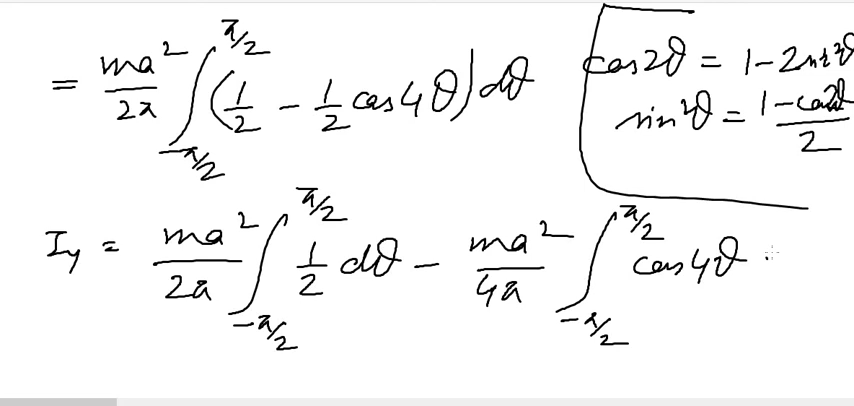 = ma²/2π ∫_{-π/2}^{π/2} (1/2 - 1/2 cos4θ) dθ
cos2θ = 1-2sin²θ
sin²θ = (1-cos2θ)/2
I_y = ma²/2π ∫_{-π/2}^{π/2} 1/2 dθ - ma²/4π ∫_{-π/2}^{π/2} cos4θ